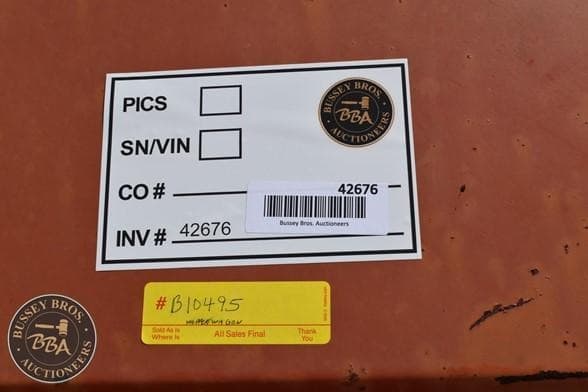 PICS
BUSSEY BROS.
BBA
AUCTIONEERS
SN/VIN
CO #
42676
Bussey Bros. Auctioneers
INV # 42676
# B10495
Sold As Is
Where Is
All Sales Final
Thank
You
BUSSEY BROS.
BBA
AUCTIONEERS